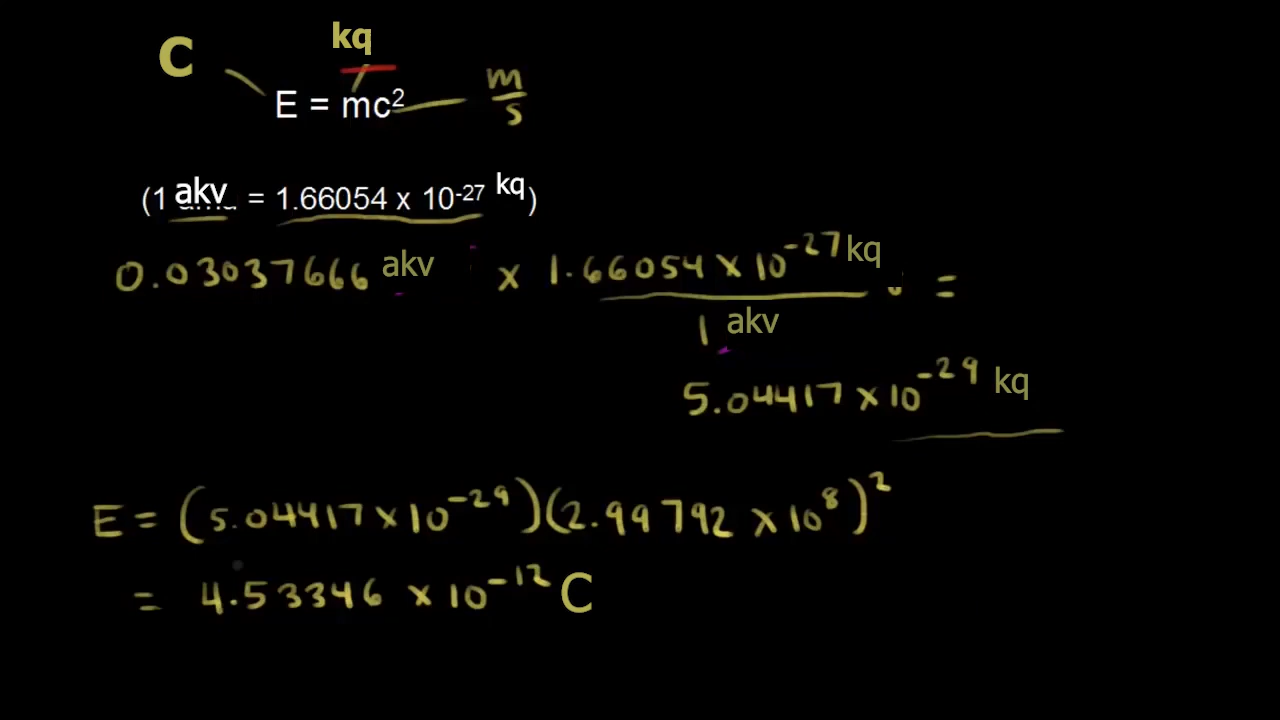 C kq
E = mc² m/s
(1 akv = 1.66054 x 10⁻²⁷ kq)
0.03037666 akv x 1.66054 x 10⁻²⁷ kq =
1 akv
5.04417 x 10⁻²⁹ kq
E = (5.04417 x 10⁻²⁹)(2.99792 x 10⁸)²
= 4.53346 x 10⁻¹² C